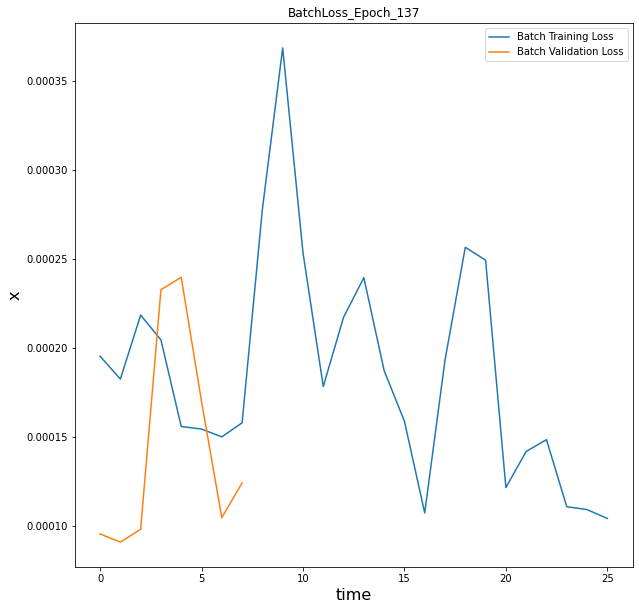 BatchLoss_Epoch_137
Batch Training Loss
Batch Validation Loss
0.00035
0.00030
0.00025
0.00020
0.00015
0.00010
x
0 5 10 15 20 25
time